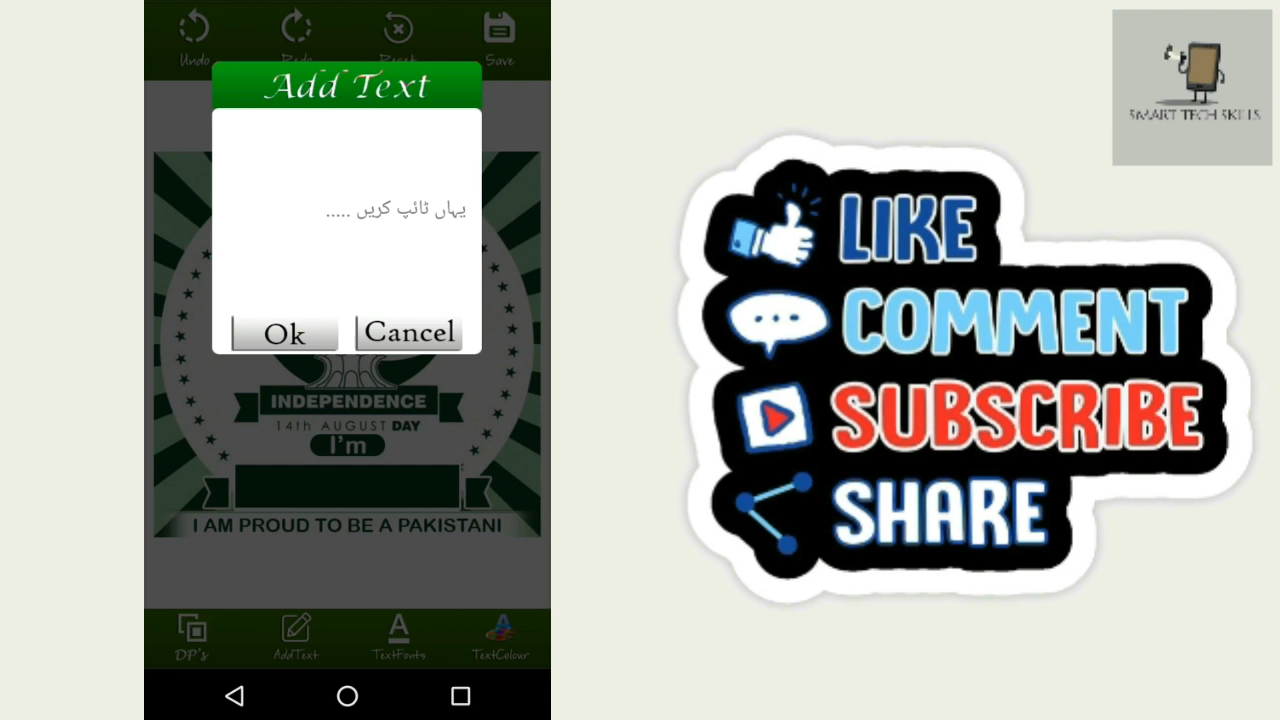 Undo
Redo
Reset
Save
Add Text
یہاں ٹائپ کریں .....
Ok
Cancel
INDEPENDENCE
14th AUGUST DAY
I'm
I AM PROUD TO BE A PAKISTANI
DP's
AddText
TextFonts
TextColour
SMART TECH SKILLS
LIKE
COMMENT
SUBSCRIBE
SHARE